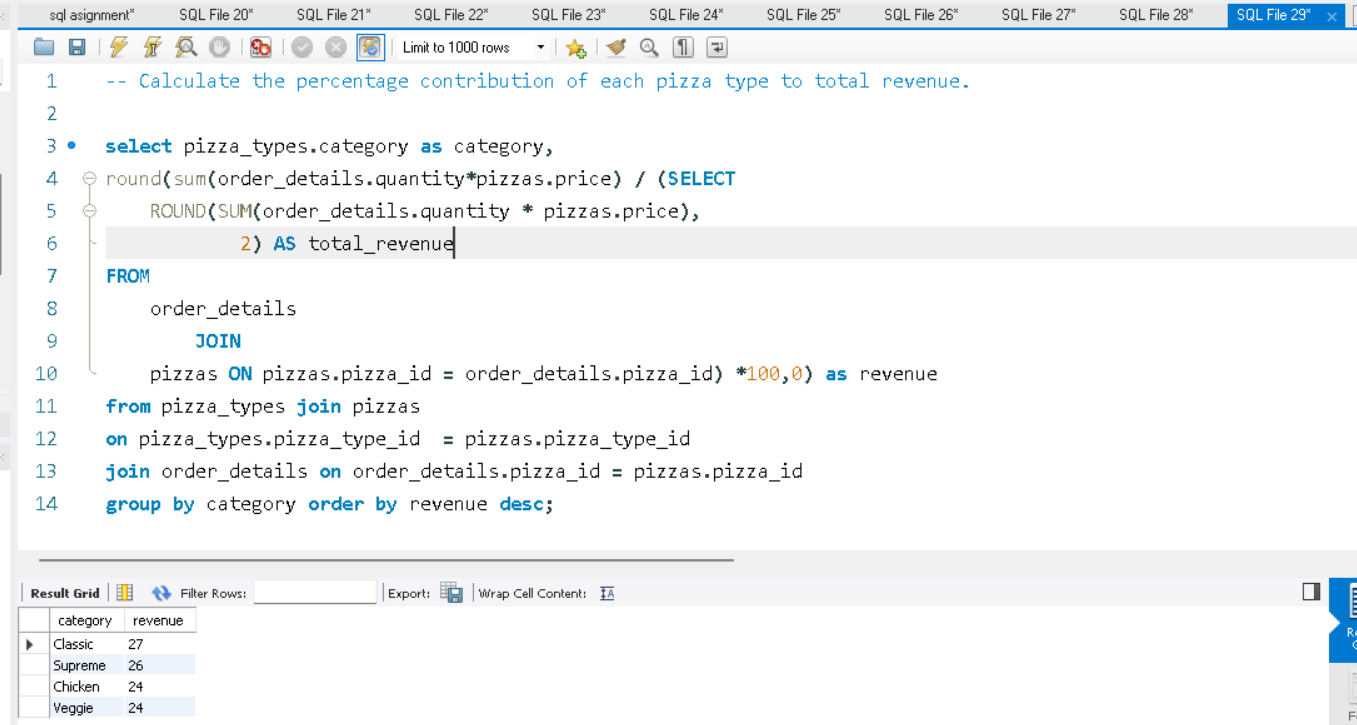 sql asignment* SQL File 20* SQL File 21* SQL File 22* SQL File 23* SQL File 24* SQL File 25* SQL File 26* SQL File 27* SQL File 28* SQL File 29*
Limit to 1000 rows
1 -- Calculate the percentage contribution of each pizza type to total revenue.
2
3 select pizza_types.category as category,
4 round(sum(order_details.quantity*pizzas.price) / (SELECT
5 ROUND(SUM(order_details.quantity * pizzas.price),
6 2) AS total_revenue
7 FROM
8 order_details
9 JOIN
10 pizzas ON pizzas.pizza_id = order_details.pizza_id) *100,0) as revenue
11 from pizza_types join pizzas
12 on pizza_types.pizza_type_id = pizzas.pizza_type_id
13 join order_details on order_details.pizza_id = pizzas.pizza_id
14 group by category order by revenue desc;
Result Grid Filter Rows: Export: Wrap Cell Content:
category revenue
Classic 27
Supreme 26
Chicken 24
Veggie 24